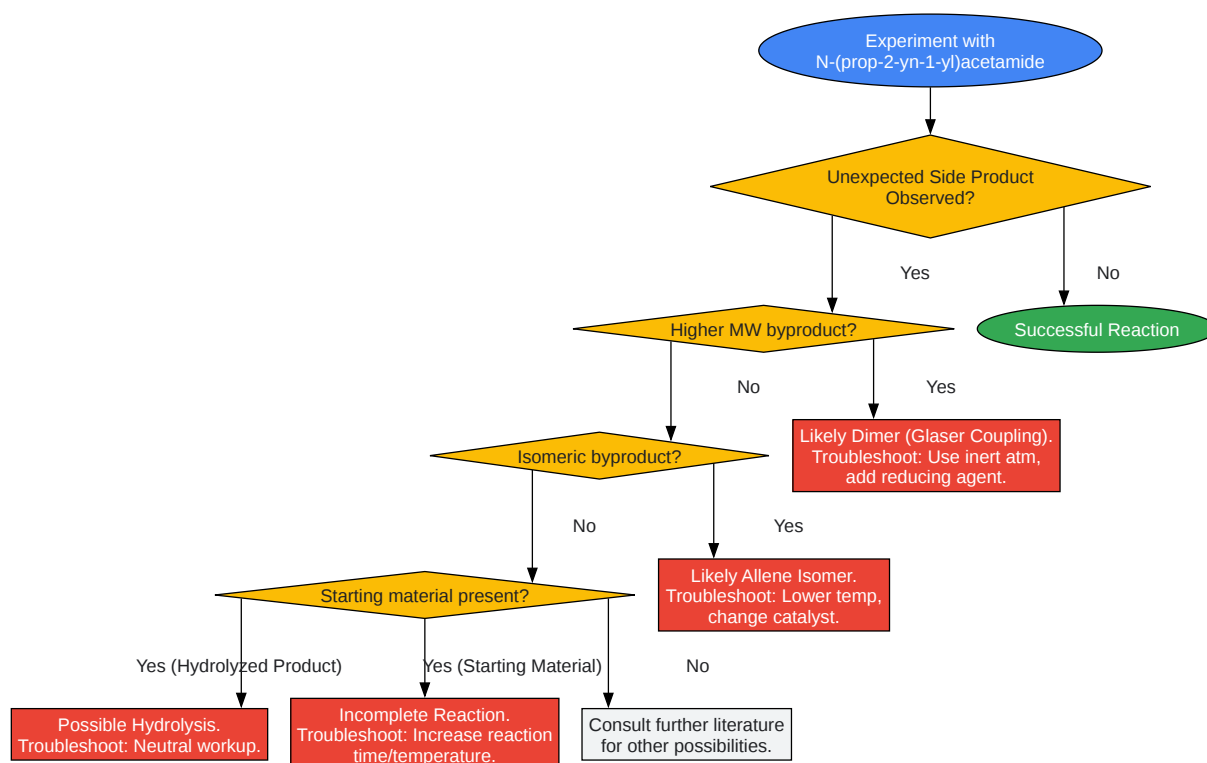 Experiment with
N-(prop-2-yn-1-yl)acetamide
Unexpected Side Product
Observed?
Yes
No
Higher MW byproduct?
Successful Reaction
No
Yes
Likely Dimer (Glaser Coupling).
Troubleshoot: Use inert atm,
add reducing agent.
Isomeric byproduct?
No
Yes
Likely Allene Isomer.
Troubleshoot: Lower temp,
change catalyst.
Starting material present?
Yes (Hydrolyzed Product)
Yes (Starting Material)
No
Possible Hydrolysis.
Troubleshoot: Neutral workup.
Incomplete Reaction.
Troubleshoot: Increase reaction
time/temperature.
Consult further literature
for other possibilities.